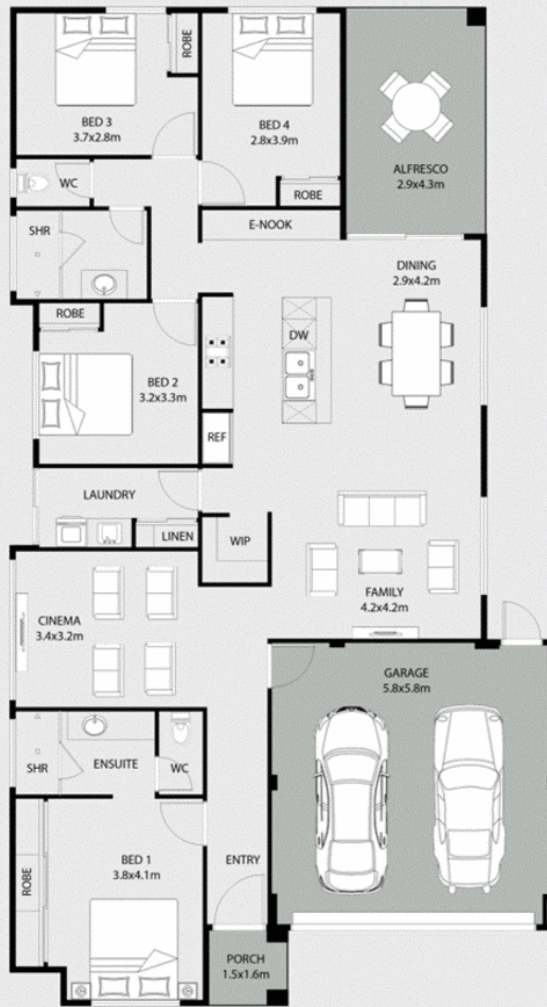 ROBE
BED 3
3.7x2.8m
BED 4
2.8x3.9m
ALFRESCO
2.9x4.3m
WC
ROBE
SHR
E-NOOK
DINING
2.9x4.2m
ROBE
DW
BED 2
3.2x3.3m
REF
LAUNDRY
LINEN
WIP
FAMILY
4.2x4.2m
CINEMA
3.4x3.2m
GARAGE
5.8x5.8m
SHR
ENSUITE
WC
ROBE
BED 1
3.8x4.1m
ENTRY
PORCH
1.5x1.6m